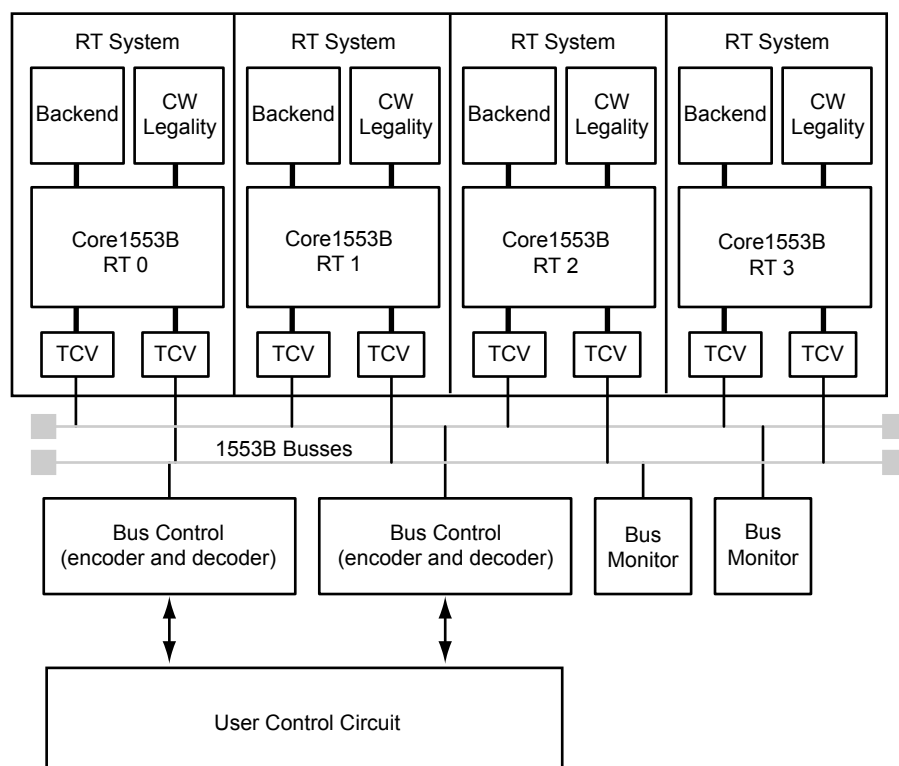 RT System
RT System
RT System
RT System
Backend
CW
Legality
Backend
CW
Legality
Backend
CW
Legality
Backend
CW
Legality
Core1553B
RT 0
Core1553B
RT 1
Core1553B
RT 2
Core1553B
RT 3
TCV
TCV
TCV
TCV
TCV
TCV
TCV
TCV
1553B Busses
Bus Control
(encoder and decoder)
Bus Control
(encoder and decoder)
Bus
Monitor
Bus
Monitor
User Control Circuit